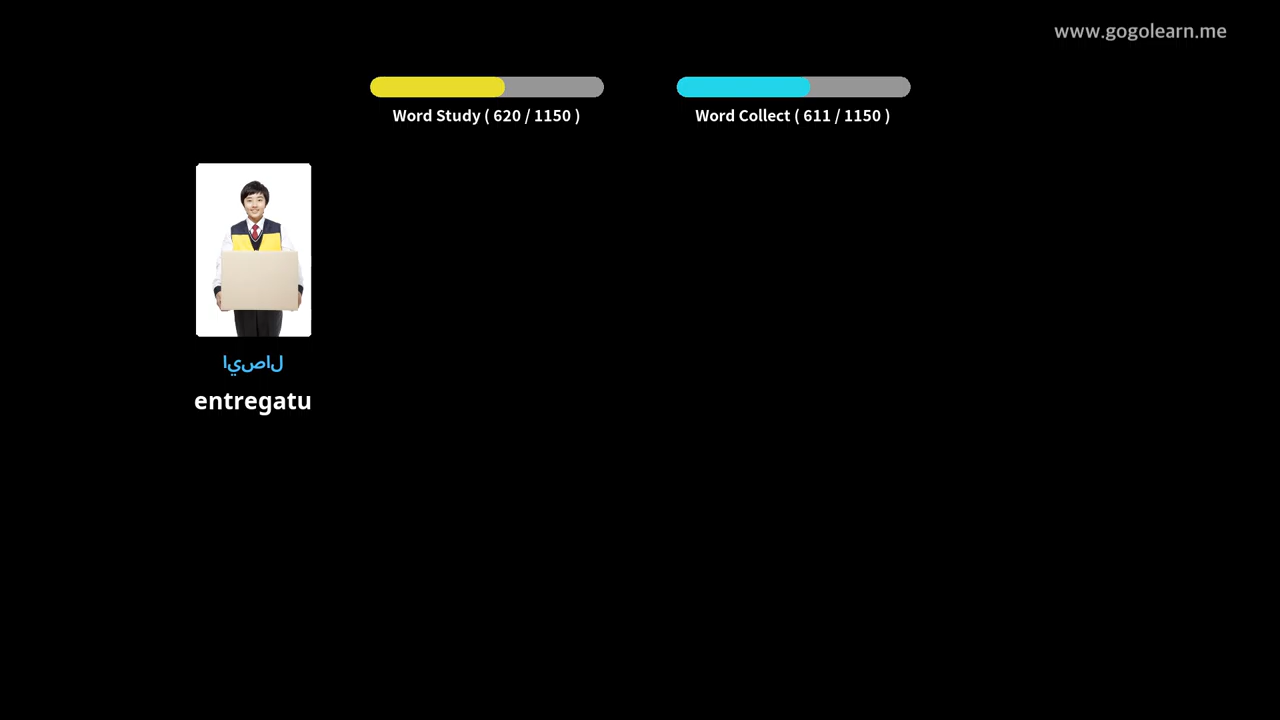 www.gogolearn.me
Word Study ( 620 / 1150 )
Word Collect ( 611 / 1150 )
ايصال
entregatu